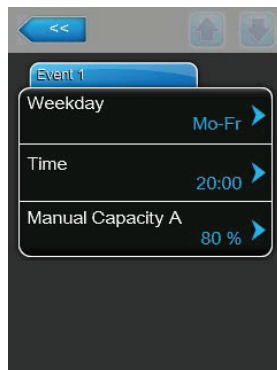 <<
Event 1
Weekday
Mo-Fr
Time
20:00
Manual Capacity A
80 %